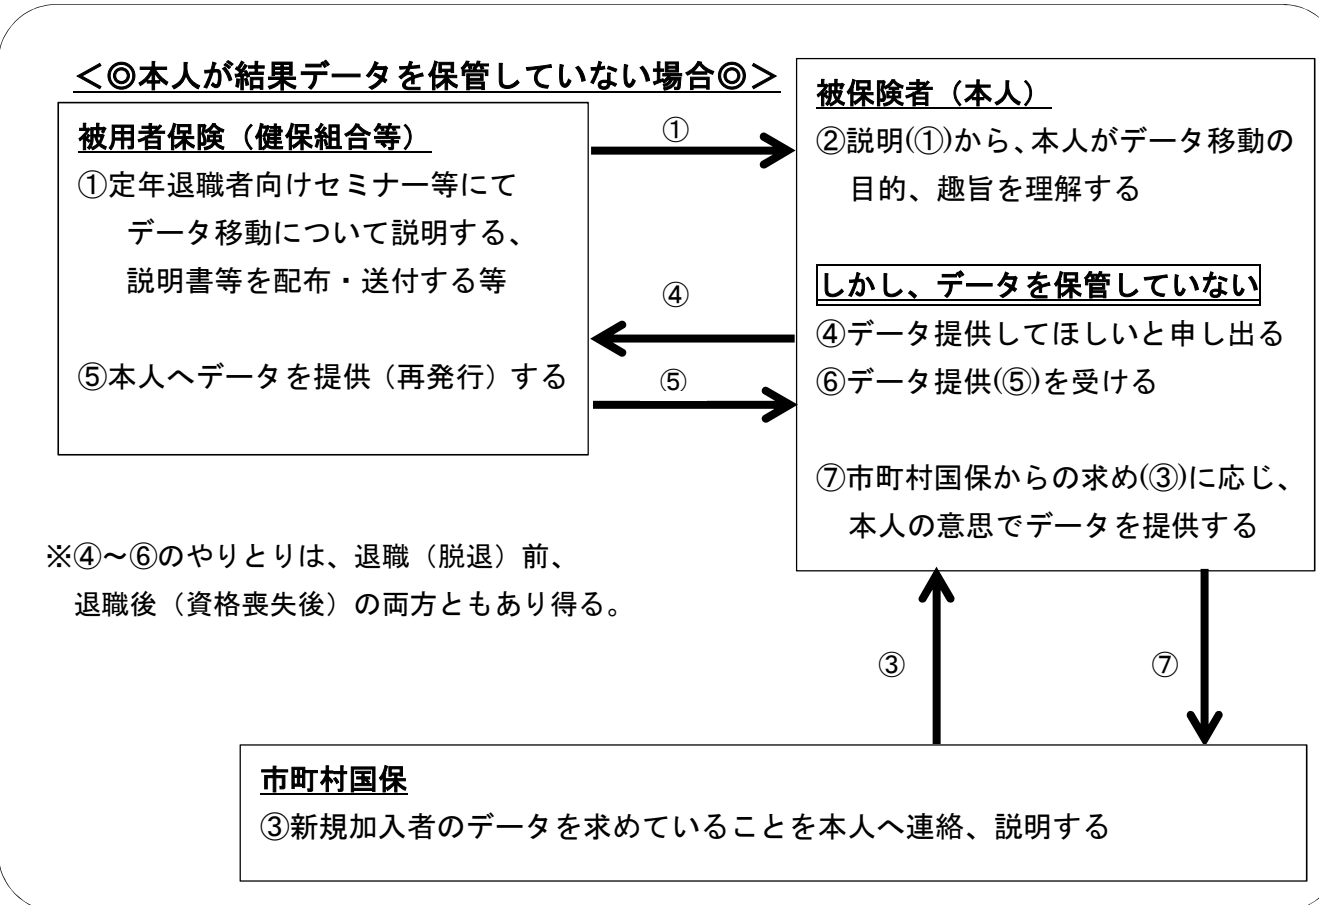 ＜◎本人が結果データを保管していない場合◎＞
被用者保険（健保組合等）
①定年退職者向けセミナー等にて
データ移動について説明する、
説明書等を配布・送付する等
⑤本人へデータを提供（再発行）する
①
④
⑤
被保険者（本人）
②説明(①)から、本人がデータ移動の
目的、趣旨を理解する
しかし、データを保管していない
④データ提供してほしいと申し出る
⑥データ提供(⑤)を受ける
⑦市町村国保からの求め(③)に応じ、
本人の意思でデータを提供する
※④～⑥のやりとりは、退職（脱退）前、
退職後（資格喪失後）の両方ともあり得る。
③
⑦
市町村国保
③新規加入者のデータを求めていることを本人へ連絡、説明する